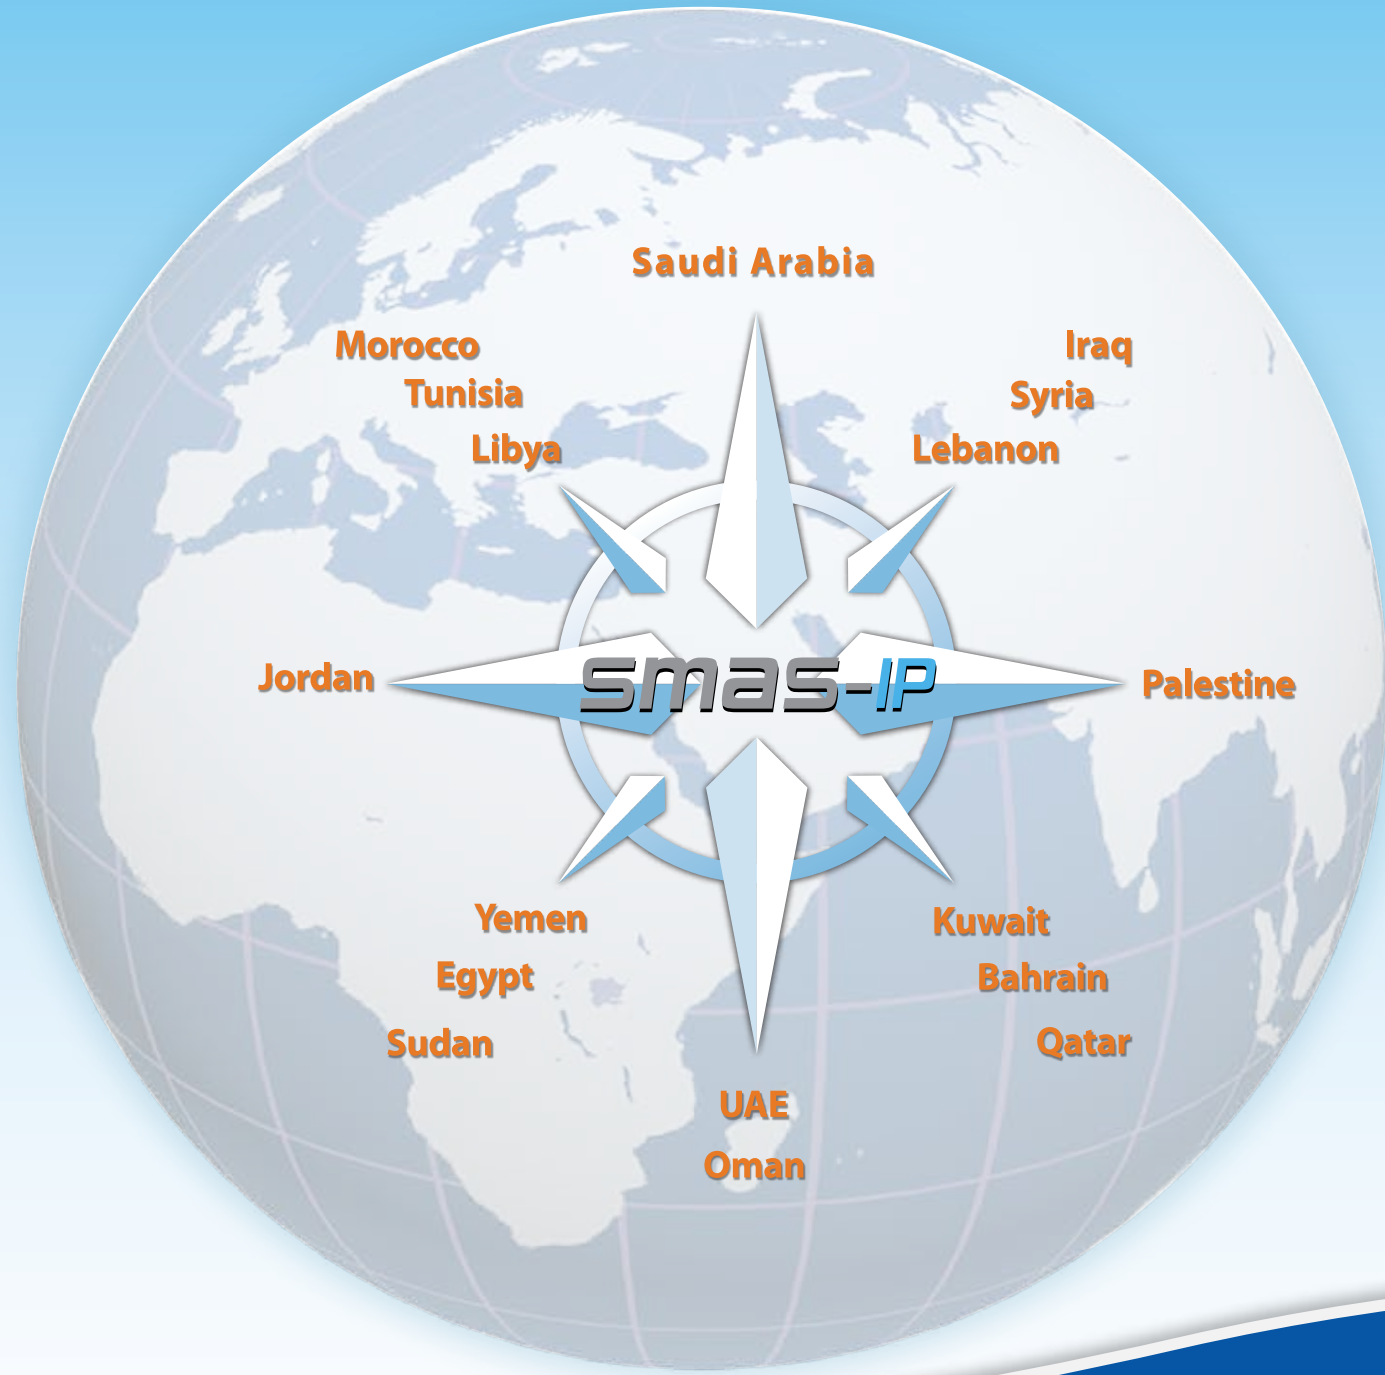 Saudi Arabia
Morocco
Iraq
Tunisia
Syria
Libya
Lebanon
Jordan
smas-IP
Palestine
Yemen
Kuwait
Egypt
Bahrain
Sudan
Qatar
UAE
Oman